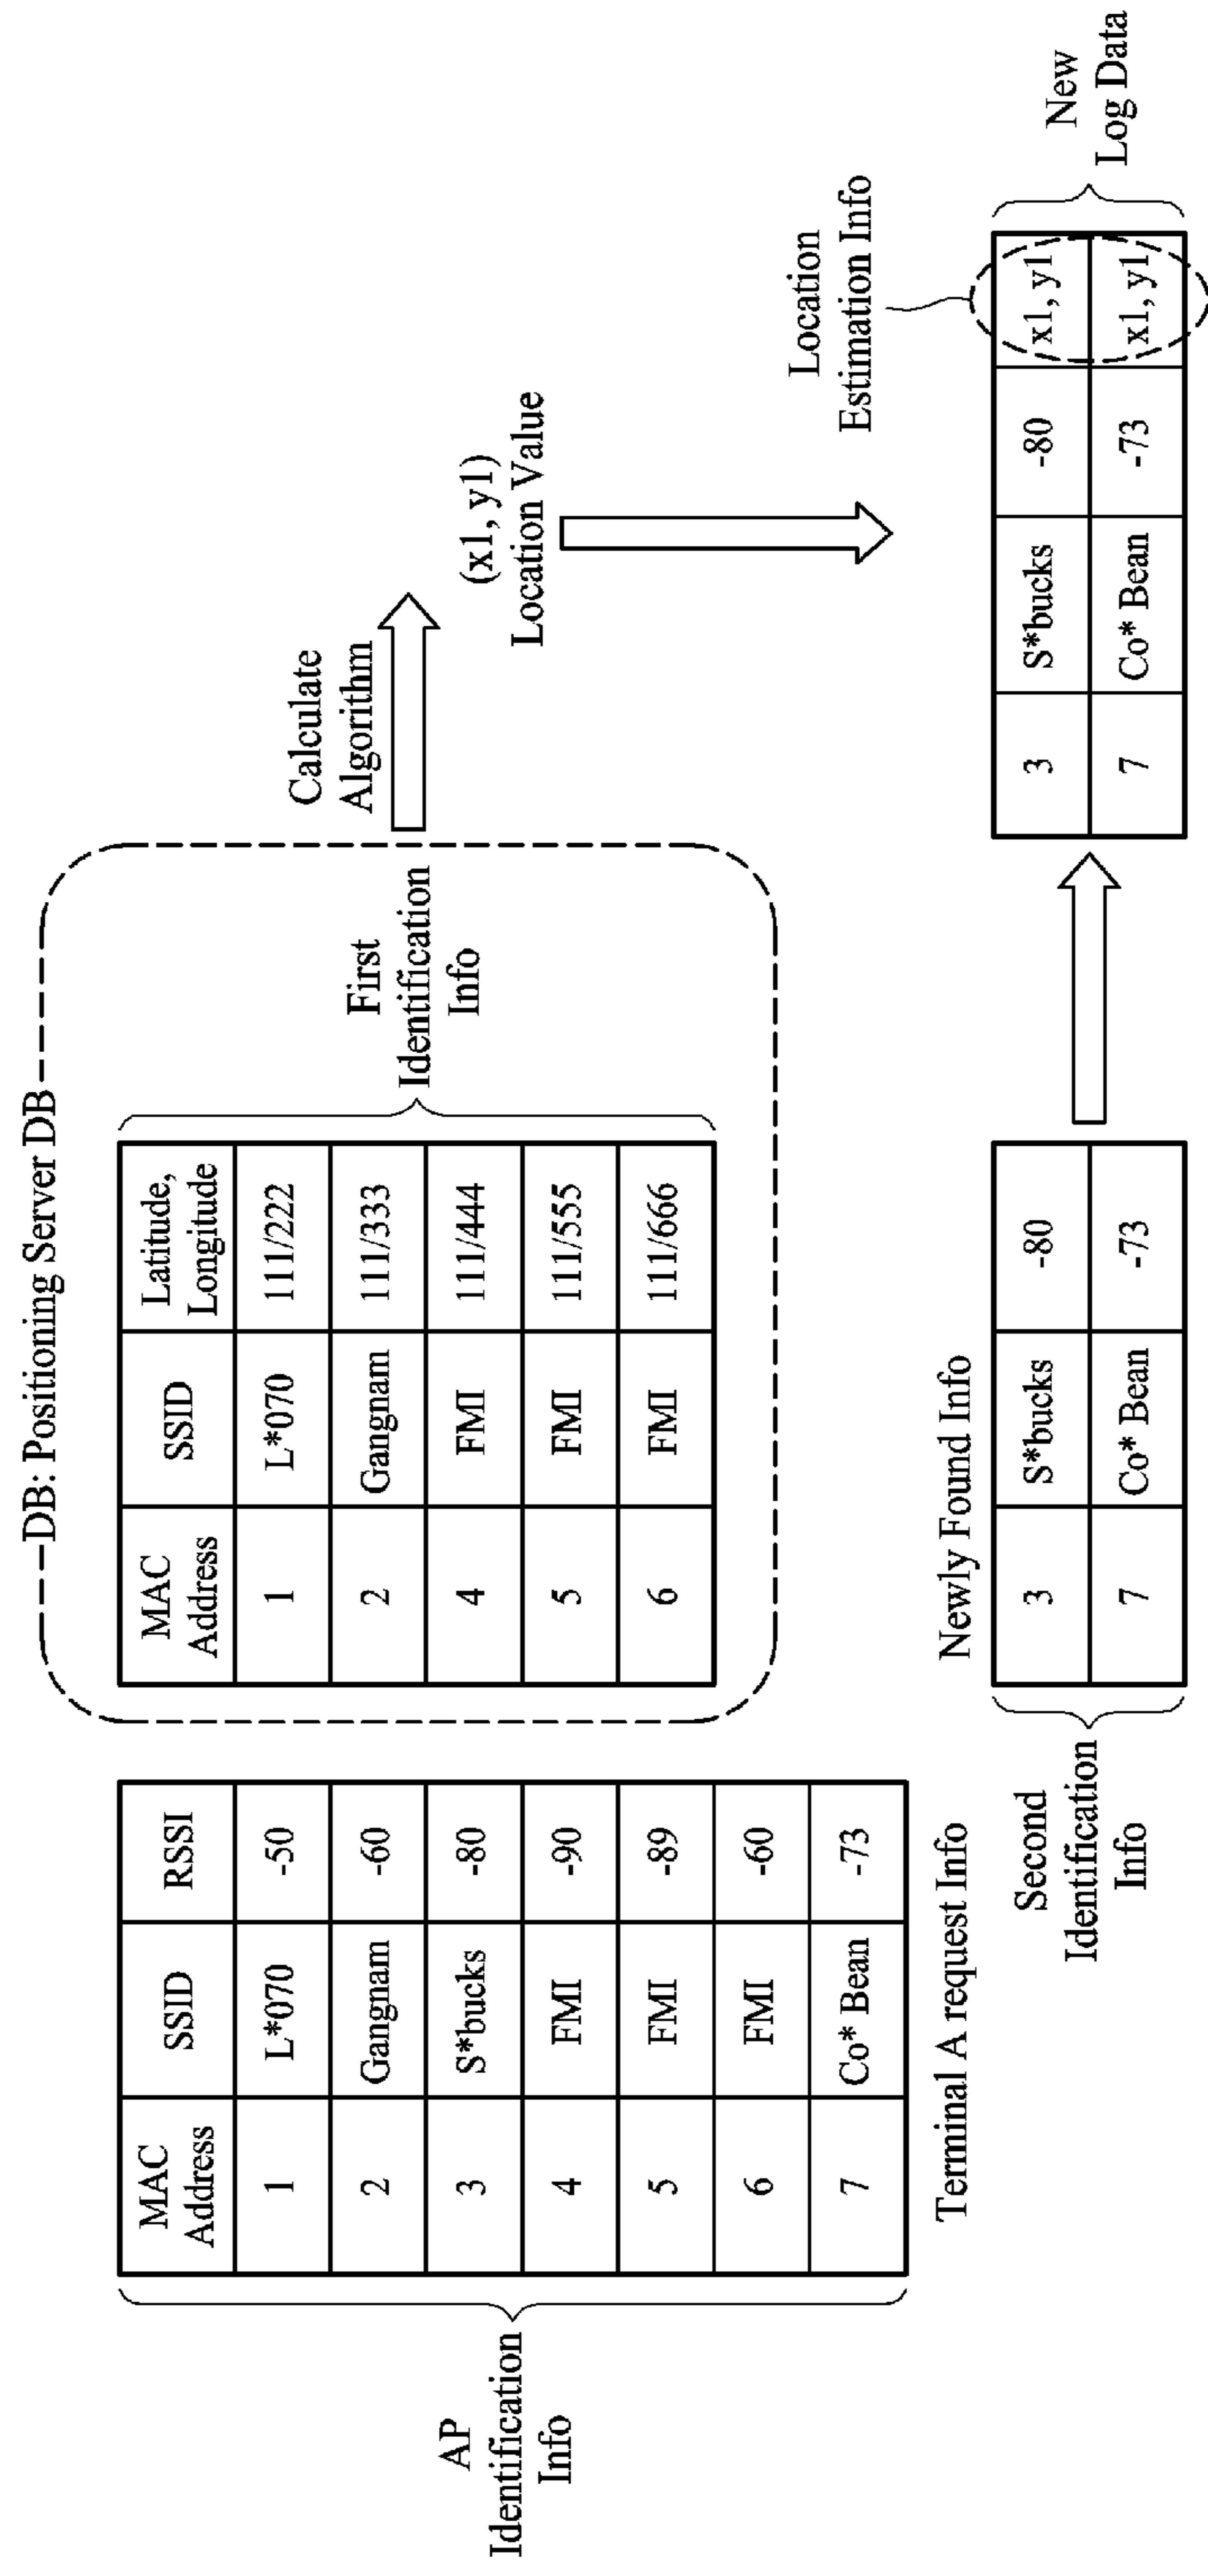 AP
Identification
Info
MAC
Address
SSID
RSSI
1
L*070
-50
2
Gangnam
-60
3
S*bucks
-80
4
FMI
-90
5
FMI
-89
6
FMI
-60
7
Co* Bean
-73
Terminal A request Info
DB: Positioning Server DB
MAC
Address
SSID
Latitude,
Longitude
1
L*070
111/222
2
Gangnam
111/333
4
FMI
111/444
5
FMI
111/555
6
FMI
111/666
First
Identification
Info
Calculate
Algorithm
(x1, y1)
Location Value
Second
Identification
Info
Newly Found Info
3
S*bucks
-80
7
Co* Bean
-73
3
S*bucks
-80
x1, y1
7
Co* Bean
-73
x1, y1
Location
Estimation Info
New
Log Data